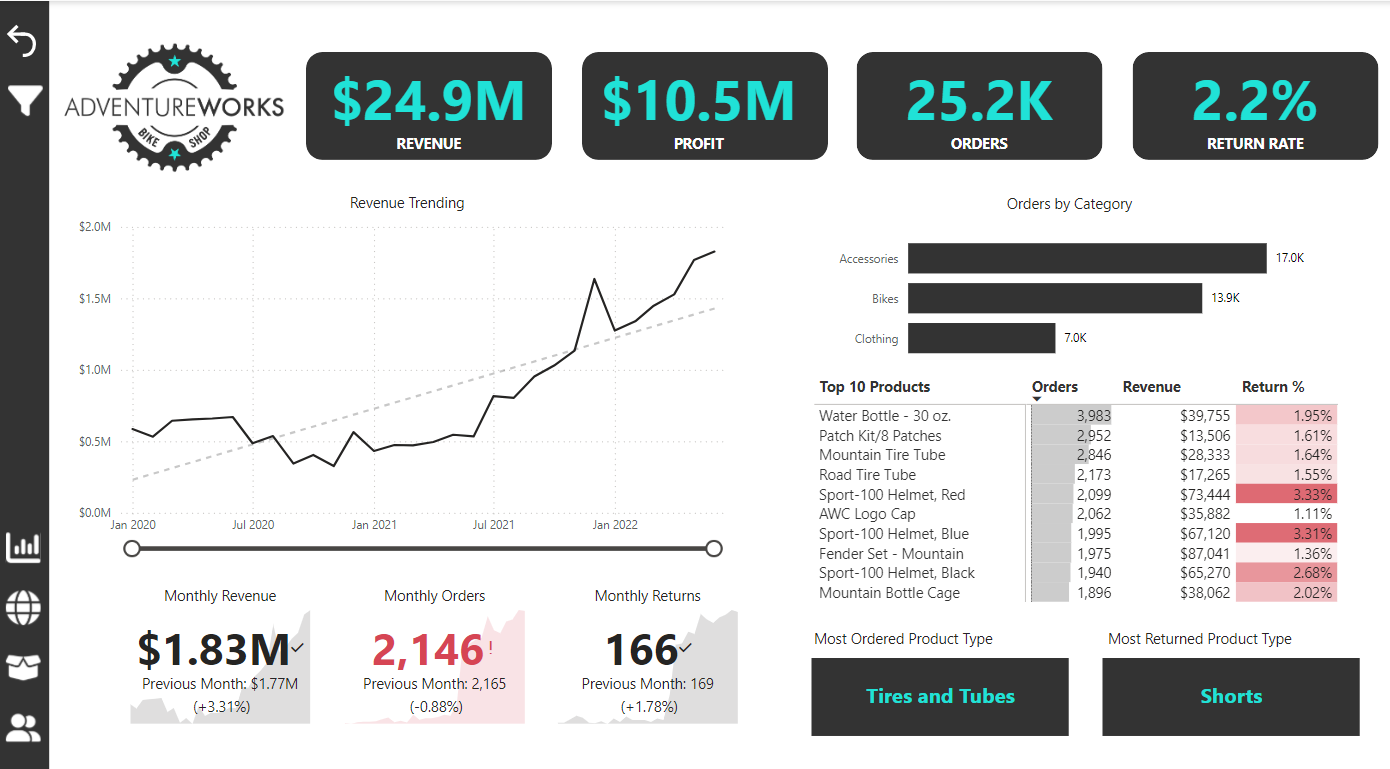 ADVENTUREWORKS
BIKE SHOP
$24.9M
REVENUE
$10.5M
PROFIT
25.2K
ORDERS
2.2%
RETURN RATE
Revenue Trending
$2.0M
$1.5M
$1.0M
$0.5M
$0.0M
Jan 2020 Jul 2020 Jan 2021 Jul 2021 Jan 2022
Orders by Category
Accessories 17.0K
Bikes 13.9K
Clothing 7.0K
Top 10 Products Orders Revenue Return %
Water Bottle - 30 oz. 3,983 $39,755 1.95%
Patch Kit/8 Patches 2,952 $13,506 1.61%
Mountain Tire Tube 2,846 $28,333 1.64%
Road Tire Tube 2,173 $17,265 1.55%
Sport-100 Helmet, Red 2,099 $73,444 3.33%
AWC Logo Cap 2,062 $35,882 1.11%
Sport-100 Helmet, Blue 1,995 $67,120 3.31%
Fender Set - Mountain 1,975 $87,041 1.36%
Sport-100 Helmet, Black 1,940 $65,270 2.68%
Mountain Bottle Cage 1,896 $38,062 2.02%
Monthly Revenue
$1.83M
Previous Month: $1.77M
(+3.31%)
Monthly Orders
2,146!
Previous Month: 2,165
(-0.88%)
Monthly Returns
166
Previous Month: 169
(+1.78%)
Most Ordered Product Type
Tires and Tubes
Most Returned Product Type
Shorts